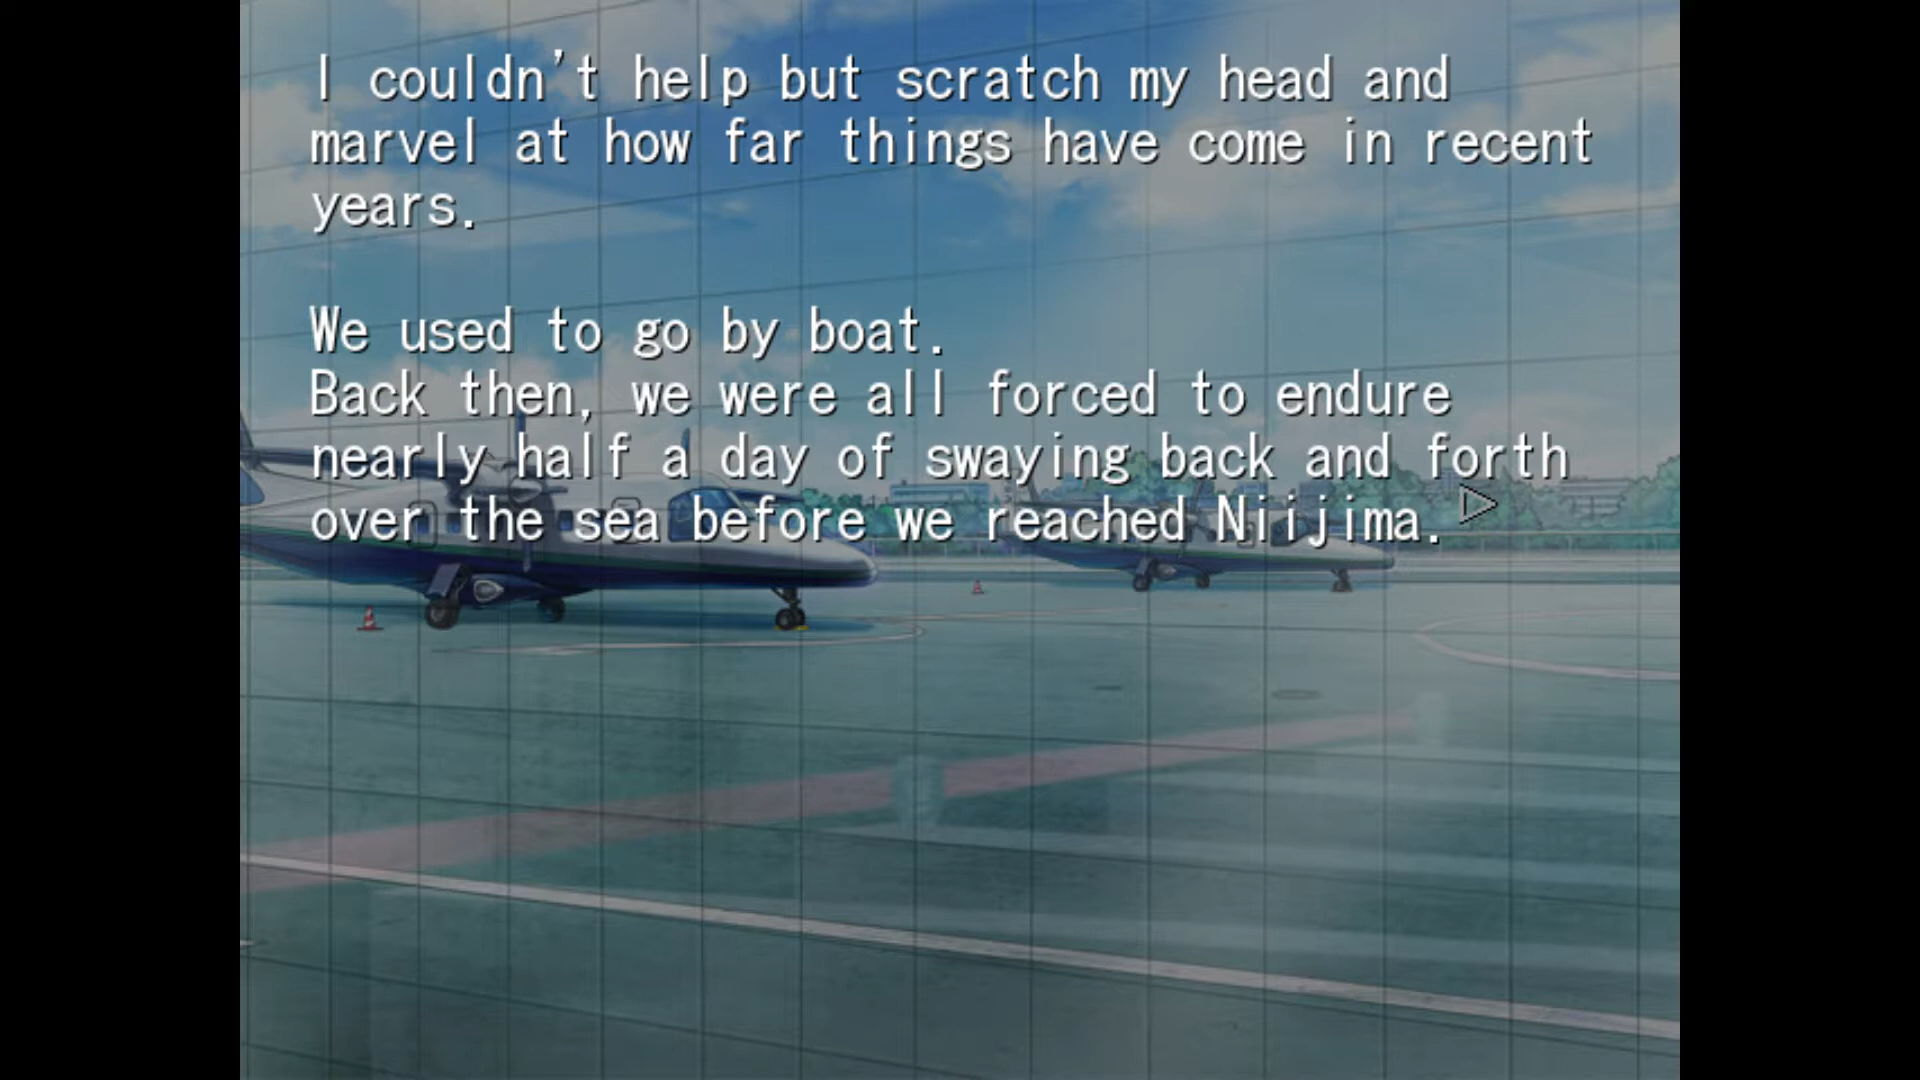 I couldn't help but scratch my head and
marvel at how far things have come in recent
years.
We used to go by boat.
Back then, we were all forced to endure
nearly half a day of swaying back and forth
over the sea before we reached Niijima.